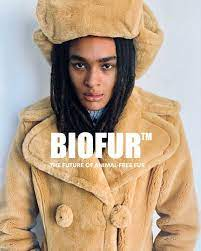 BIOFUR™
THE FUTURE OF ANIMAL-FREE FUR